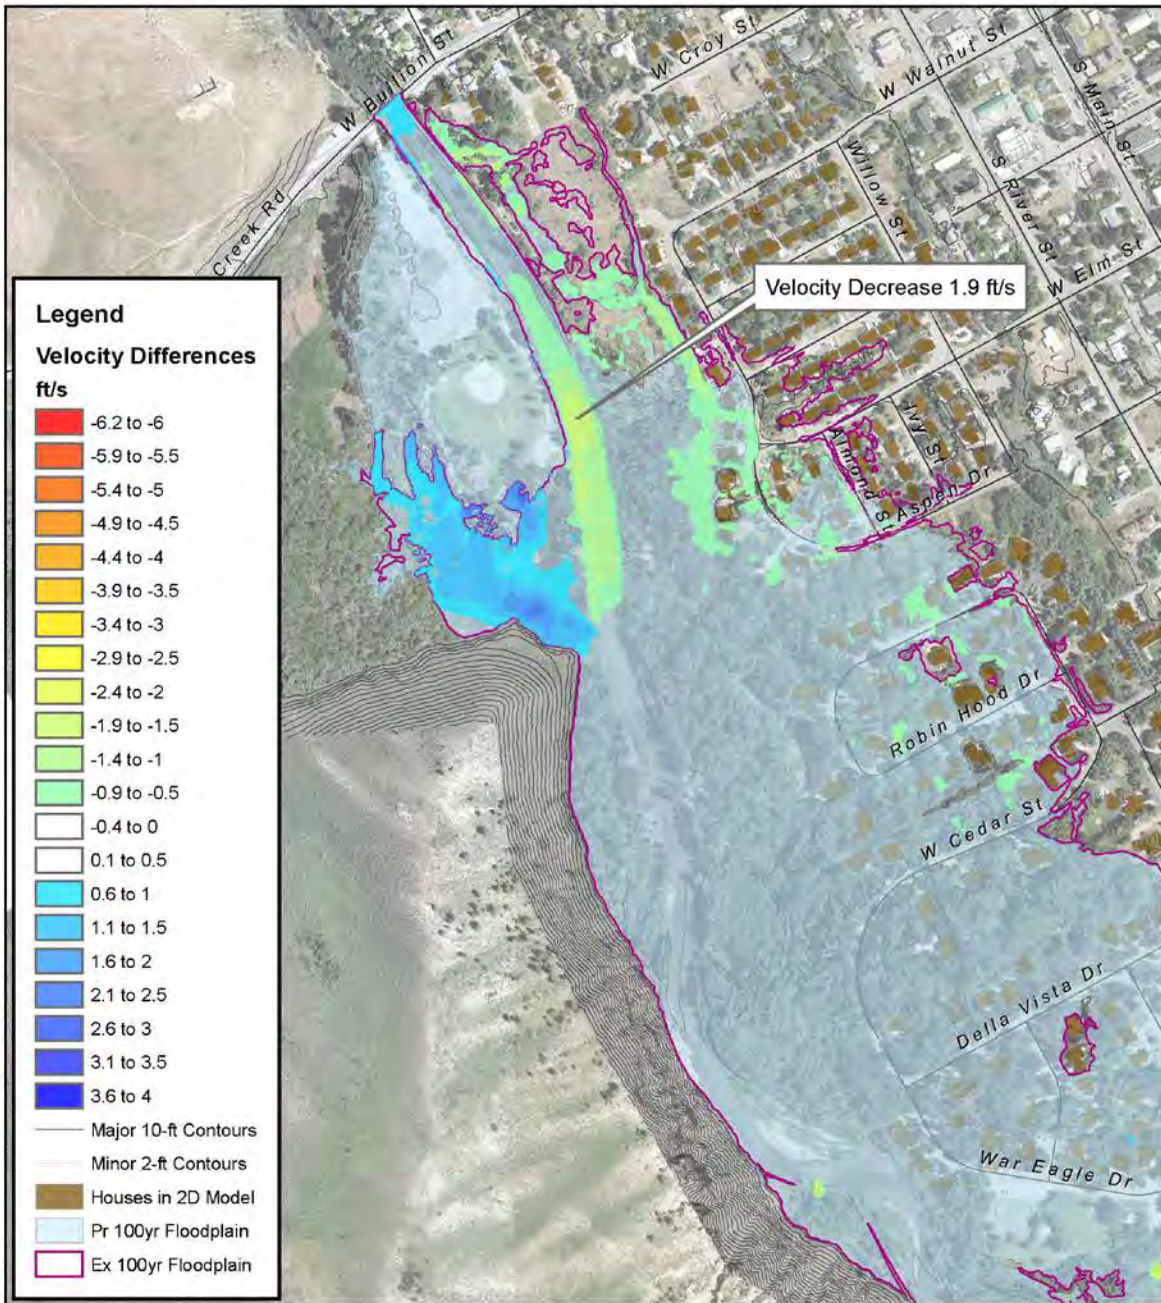 W Bullion St
W Croy St
W Walnut St
S Main St
Willow St
S River St
W Elm St
Creek Rd
Velocity Decrease 1.9 ft/s
Ivy St
Almond St
Aspen Dr
Robin Hood Dr
W Cedar St
Della Vista Dr
War Eagle Dr
Legend
Velocity Differences
ft/s
-6.2 to -6
-5.9 to -5.5
-5.4 to -5
-4.9 to -4.5
-4.4 to -4
-3.9 to -3.5
-3.4 to -3
-2.9 to -2.5
-2.4 to -2
-1.9 to -1.5
-1.4 to -1
-0.9 to -0.5
-0.4 to 0
0.1 to 0.5
0.6 to 1
1.1 to 1.5
1.6 to 2
2.1 to 2.5
2.6 to 3
3.1 to 3.5
3.6 to 4
Major 10-ft Contours
Minor 2-ft Contours
Houses in 2D Model
Pr 100yr Floodplain
Ex 100yr Floodplain